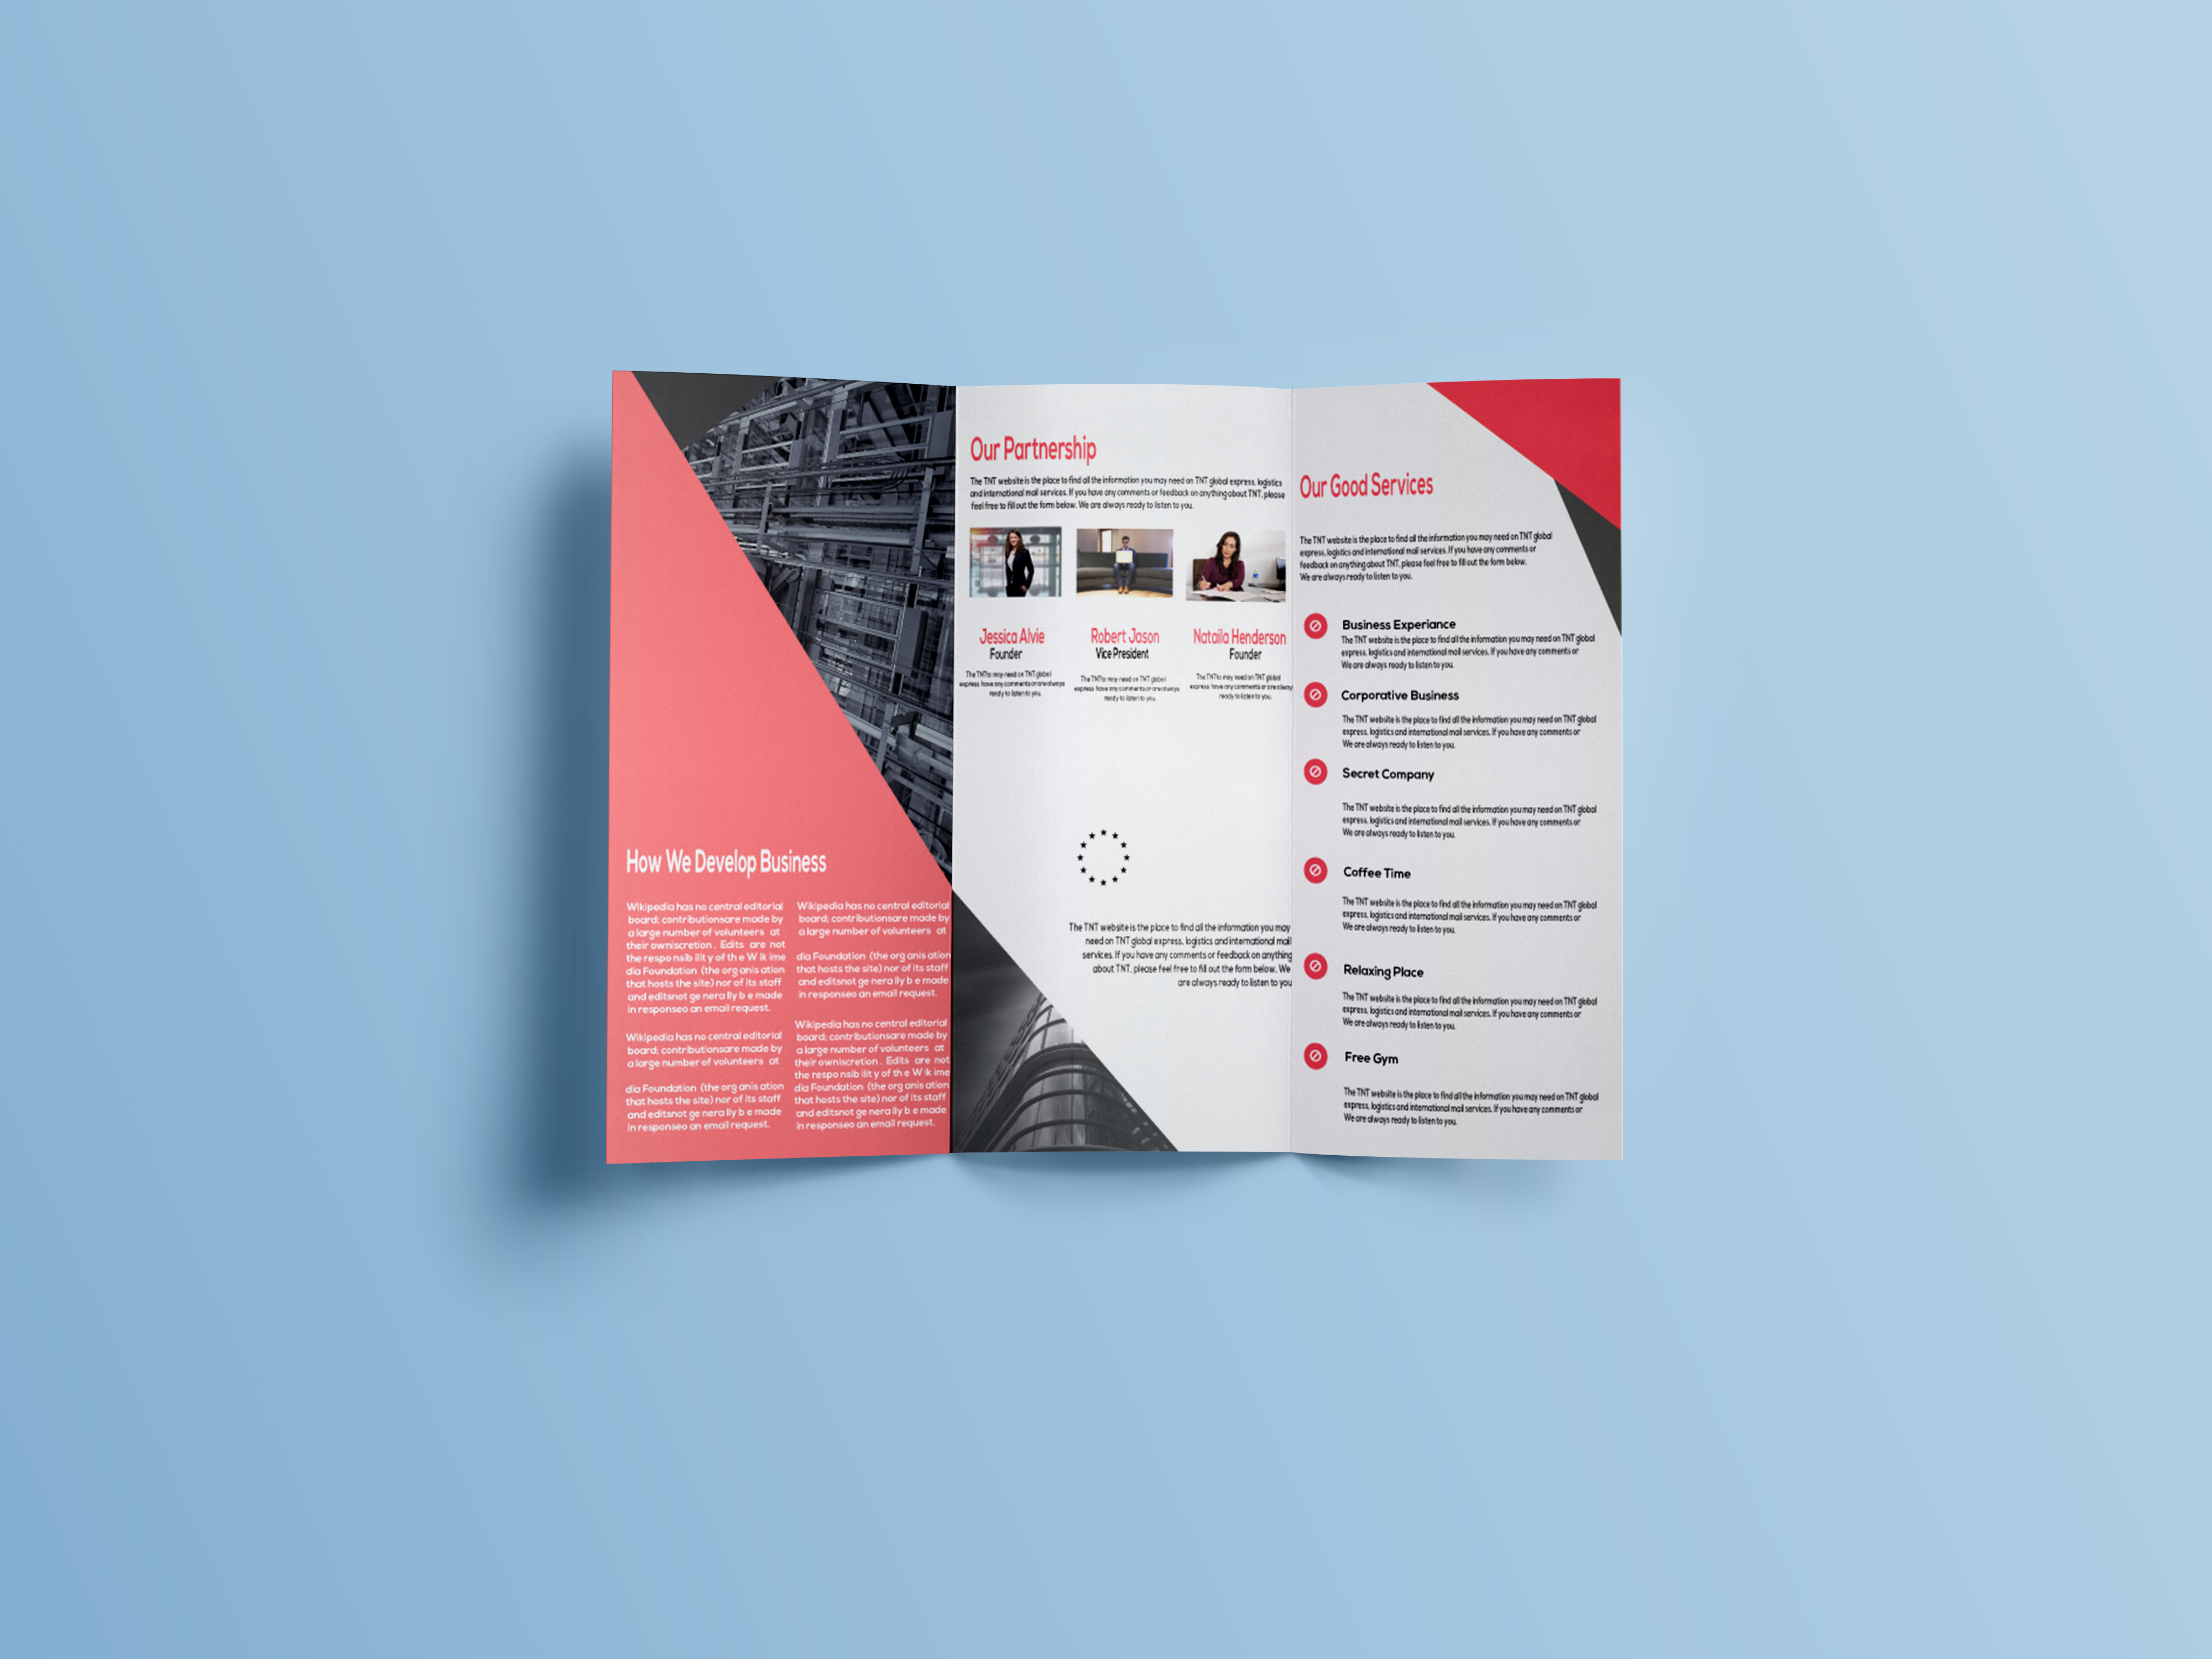 How We Develop Business
Wikipedia has no central editorial
board; contributionsare made by
a large number of volunteers at
their owniscretion. Edits are not
the respo nsib ilit y of th e W ik ime
dia Foundation (the org anis ation
that hosts the site) nor of its staff
and editsnot ge nera lly b e made
in responseo an email request.
Wikipedia has no central editorial
board; contributionsare made by
a large number of volunteers at
dia Foundation (the org anis ation
that hosts the site) nor of its staff
and editsnot ge nera lly b e made
in responseo an email request.
Wikipedia has no central editorial
board; contributionsare made by
a large number of volunteers at
dia Foundation (the org anis ation
that hosts the site) nor of its staff
and editsnot ge nera lly b e made
in responseo an email request.
Wikipedia has no central editorial
board; contributionsare made by
a large number of volunteers at
their owniscretion. Edits are not
the respo nsib ilit y of th e W ik ime
dia Foundation (the org anis ation
that hosts the site) nor of its staff
and editsnot ge nera lly b e made
in responseo an email request.
Our Partnership
The TNT website is the place to find all the information you may need on TNT global express, logistics
and international mail services. If you have any comments or feedback on anything about TNT, please
feel free to fill out the form below. We are always ready to listen to you.
Jessica Alvie
Founder
The TNTto may need on TNT global
express have any comments or are always
ready to listen to you.
Robert Jason
Vice President
The TNTto may need on TNT global
express have any comments or are always
ready to listen to you.
Nataila Henderson
Founder
The TNTto may need on TNT global
express have any comments or are alway
ready to listen to you.
The TNT website is the place to find all the information you may
need on TNT global express, logistics and international mail
services. If you have any comments or feedback on anything
about TNT, please feel free to fill out the form below. We
are always ready to listen to you
Our Good Services
The TNT website is the place to find all the information you may need on TNT global
express, logistics and international mail services. If you have any comments or
feedback on anything about TNT, please feel free to fill out the form below.
We are always ready to listen to you.
Business Experiance
The TNT website is the place to find all the information you may need on TNT global
express, logistics and international mail services. If you have any comments or
We are always ready to listen to you.
Corporative Business
The TNT website is the place to find all the information you may need on TNT global
express, logistics and international mail services. If you have any comments or
We are always ready to listen to you.
Secret Company
The TNT website is the place to find all the information you may need on TNT global
express, logistics and international mail services. If you have any comments or
We are always ready to listen to you.
Coffee Time
The TNT website is the place to find all the information you may need on TNT global
express, logistics and international mail services. If you have any comments or
We are always ready to listen to you.
Relaxing Place
The TNT website is the place to find all the information you may need on TNT global
express, logistics and international mail services. If you have any comments or
We are always ready to listen to you.
Free Gym
The TNT website is the place to find all the information you may need on TNT global
express, logistics and international mail services. If you have any comments or
We are always ready to listen to you.